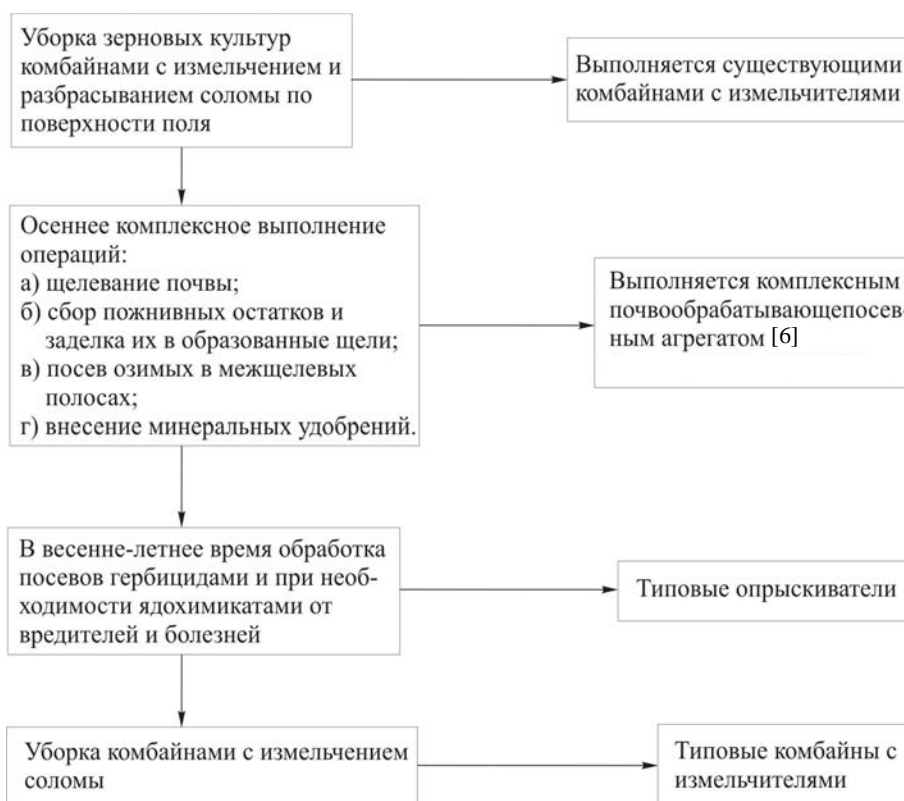 Уборка зерновых культур
комбайнами с измельчением и
разбрасыванием соломы по
поверхности поля
Выполняется существующими
комбайнами с измельчителями
Осеннее комплексное выполнение
операций:
а) щелевание почвы;
б) сбор пожнивных остатков и
заделка их в образованные щели;
в) посев озимых в межщелевых
полосах;
г) внесение минеральных удобрений.
Выполняется комплексным
почвообрабатывающепосев-
ным агрегатом [6]
В весенне-летнее время обработка
посевов гербицидами и при необ-
ходимости ядохимикатами от
вредителей и болезней
Типовые опрыскиватели
Уборка комбайнами с измельчением
соломы
Типовые комбайны с
измельчителями